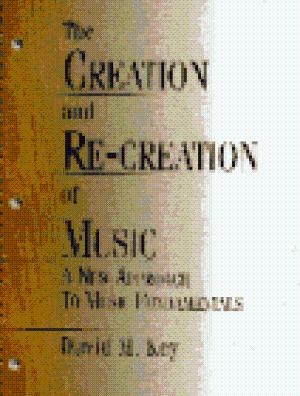 The
CREATION
and
RE-CREATION
of
MUSIC
A NEW APPROACH
TO MUSIC FUNDAMENTALS
David M. Key